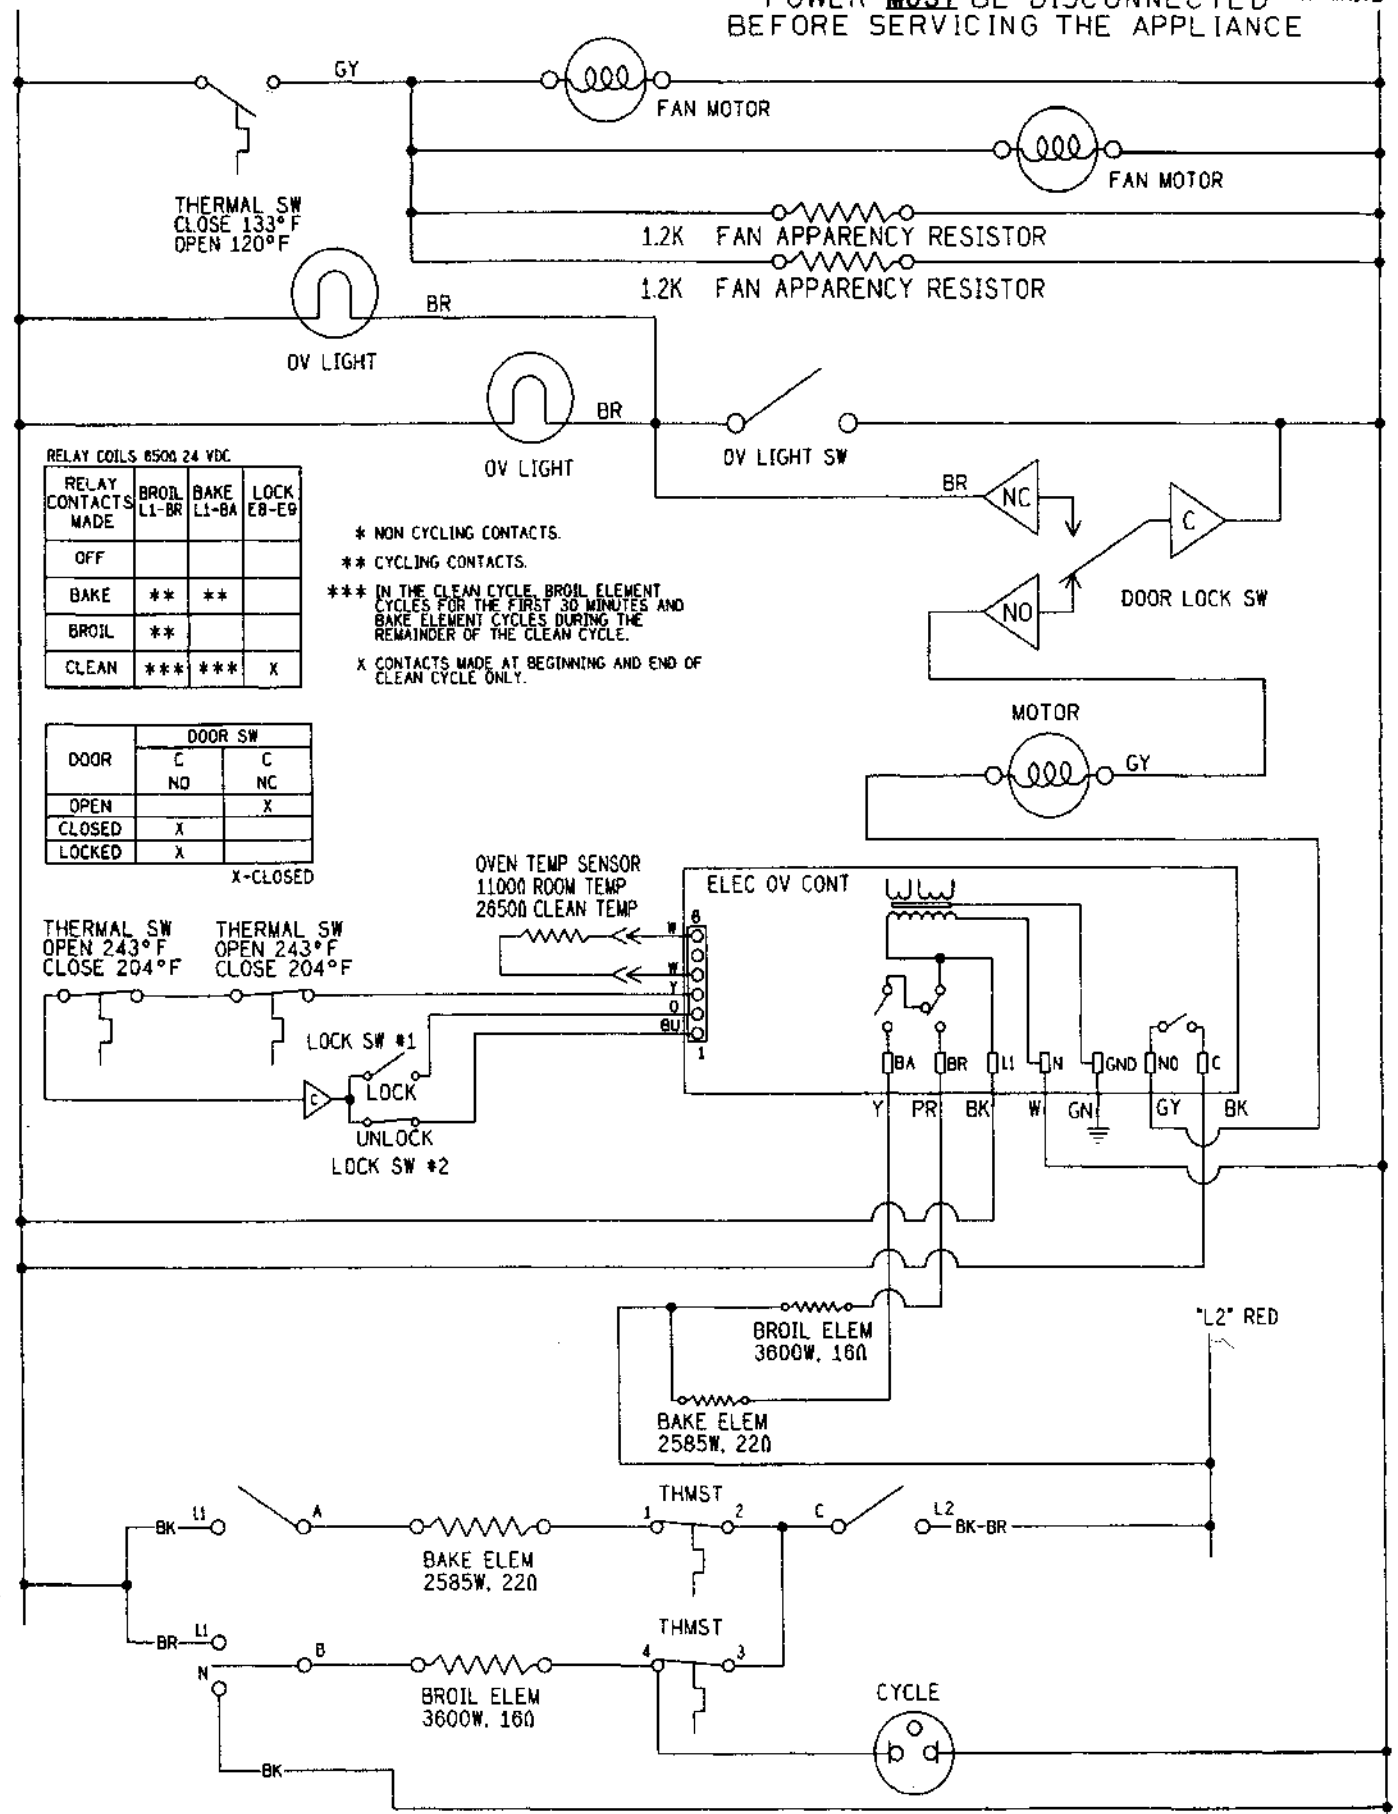 POWER MUST BE DISCONNECTED
BEFORE SERVICING THE APPLIANCE
GY
FAN MOTOR
FAN MOTOR
THERMAL SW
CLOSE 133°F
OPEN 120°F
1.2K FAN APPARENCY RESISTOR
1.2K FAN APPARENCY RESISTOR
BR
OV LIGHT
BR
OV LIGHT
OV LIGHT SW
BR
NC
C
NO
DOOR LOCK SW
RELAY COILS 650Ω 24 VDC
RELAY CONTACTS MADE
BROIL L1-BR
BAKE L1-BA
LOCK E8-E9
OFF
BAKE ** **
BROIL **
CLEAN *** *** X
* NON CYCLING CONTACTS.
** CYCLING CONTACTS.
*** IN THE CLEAN CYCLE, BROIL ELEMENT
CYCLES FOR THE FIRST 30 MINUTES AND
BAKE ELEMENT CYCLES DURING THE
REMAINDER OF THE CLEAN CYCLE.
X CONTACTS MADE AT BEGINNING AND END OF
CLEAN CYCLE ONLY.
DOOR SW
DOOR
C C
NO NC
OPEN X
CLOSED X
LOCKED X
X-CLOSED
MOTOR
GY
OVEN TEMP SENSOR
1100Ω ROOM TEMP
2650Ω CLEAN TEMP
ELEC OV CONT
THERMAL SW
OPEN 243°F
CLOSE 204°F
THERMAL SW
OPEN 243°F
CLOSE 204°F
6
W
W
Y
O
BU
1
LOCK SW #1
LOCK
C
UNLOCK
LOCK SW #2
BA BR L1 N GND NO C
Y PR BK W GN GY BK
"L2" RED
BROIL ELEM
3600W, 16Ω
BAKE ELEM
2585W, 22Ω
THMST
BK L1 A 1 2 C L2 BK-BR
BAKE ELEM
2585W, 22Ω
THMST
BR L1
N B 4 3
BROIL ELEM
3600W, 16Ω
CYCLE
BK